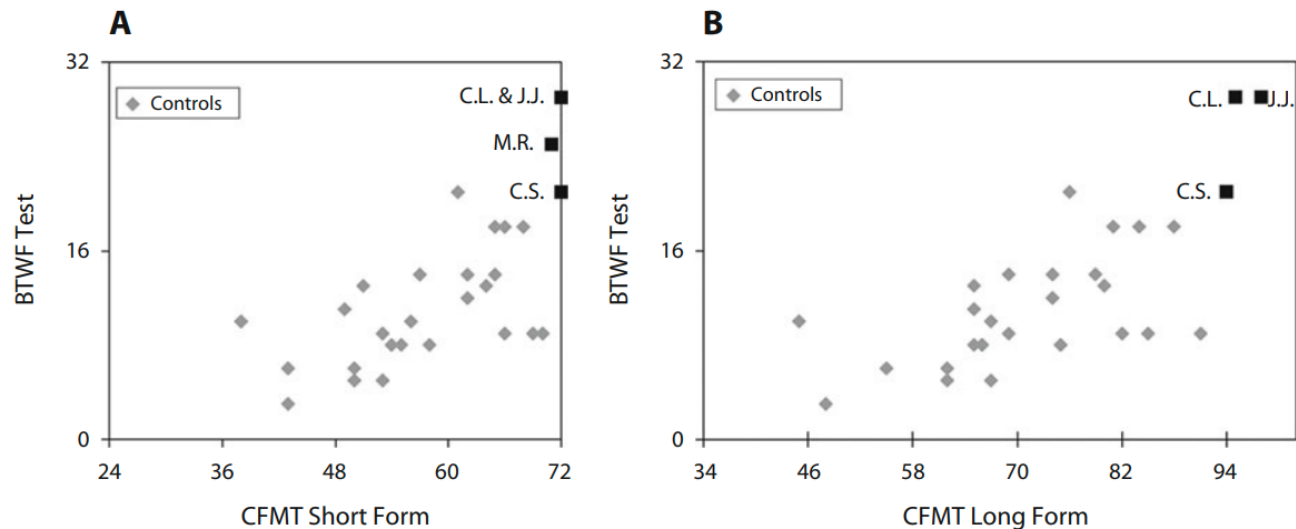 A
32
16
0
24 36 48 60 72
BTWF Test
CFMT Short Form
Controls
C.L. & J.J.
M.R.
C.S.
B
32
16
0
34 46 58 70 82 94
BTWF Test
CFMT Long Form
Controls
C.L.
J.J.
C.S.